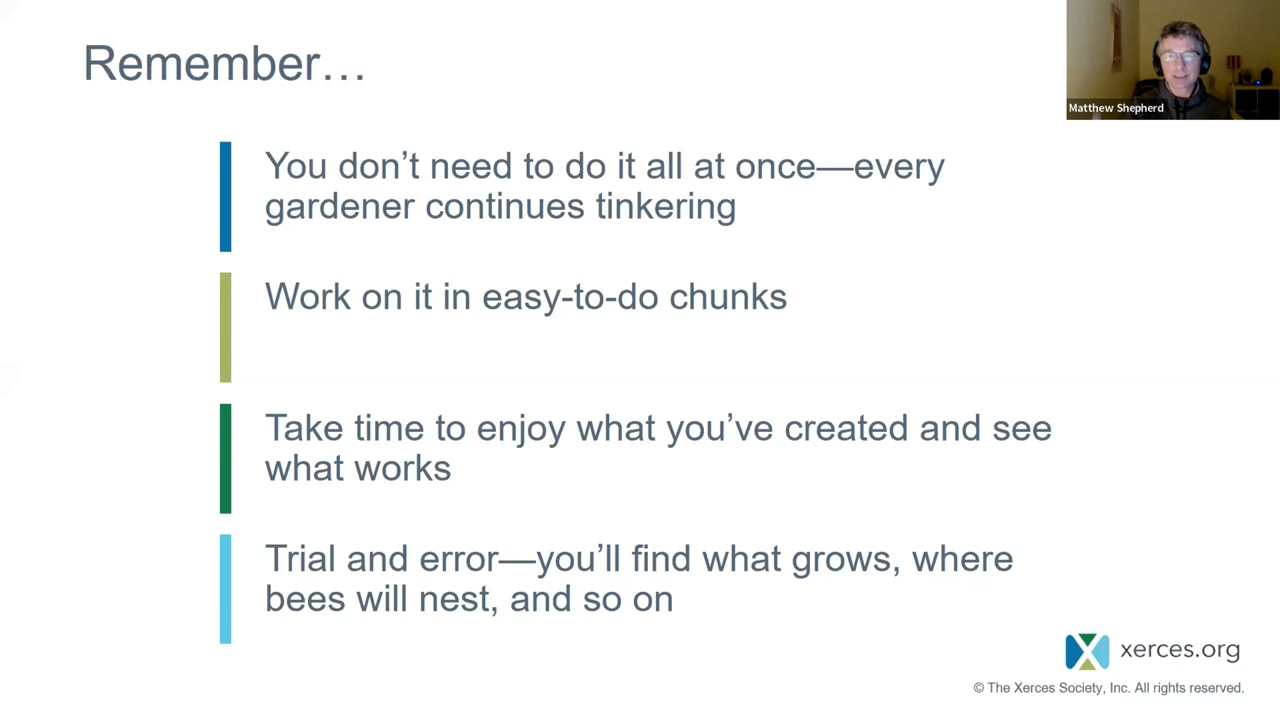 Remember…
Matthew Shepherd
You don’t need to do it all at once—every
gardener continues tinkering
Work on it in easy-to-do chunks
Take time to enjoy what you’ve created and see
what works
Trial and error—you’ll find what grows, where
bees will nest, and so on
xerces.org
© The Xerces Society, Inc. All rights reserved.